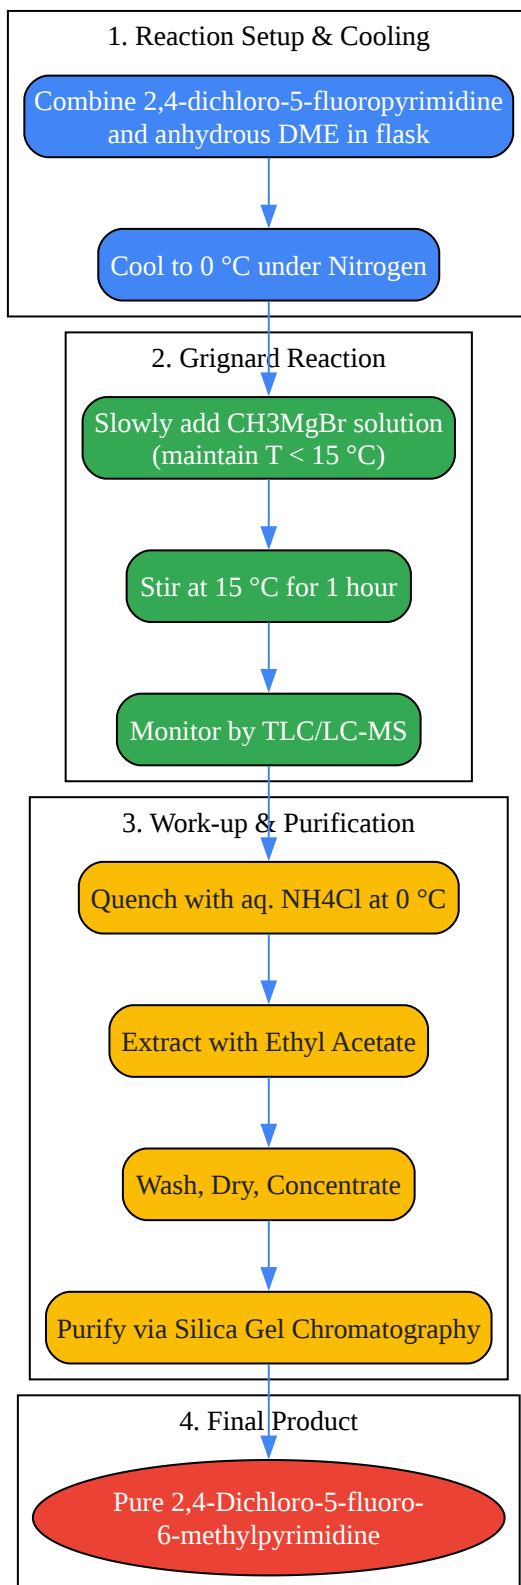 1. Reaction Setup & Cooling
Combine 2,4-dichloro-5-fluoropyrimidine
and anhydrous DME in flask
Cool to 0 °C under Nitrogen
2. Grignard Reaction
Slowly add CH3MgBr solution
(maintain T < 15 °C)
Stir at 15 °C for 1 hour
Monitor by TLC/LC-MS
3. Work-up & Purification
Quench with aq. NH4Cl at 0 °C
Extract with Ethyl Acetate
Wash, Dry, Concentrate
Purify via Silica Gel Chromatography
4. Final Product
Pure 2,4-Dichloro-5-fluoro-
6-methylpyrimidine